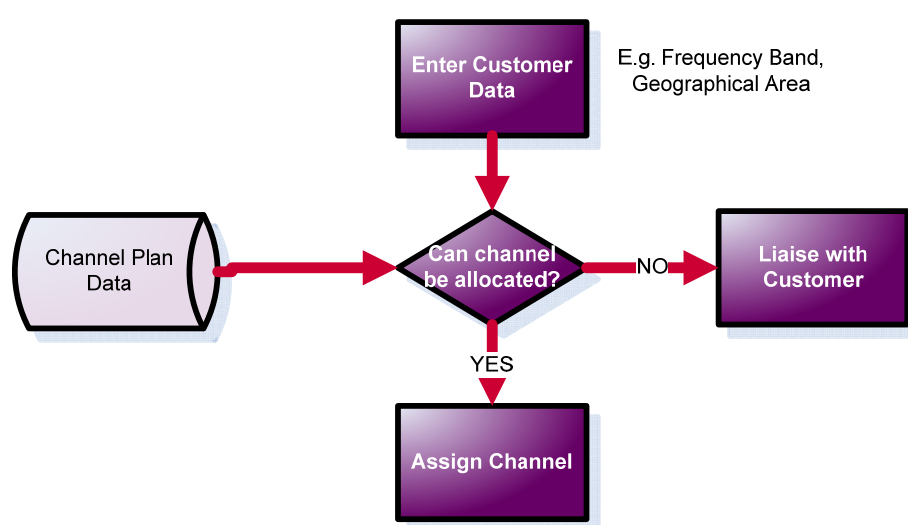 Enter Customer
Data
E.g. Frequency Band,
Geographical Area
Channel Plan
Data
Can channel
be allocated?
NO
Liaise with
Customer
YES
Assign Channel